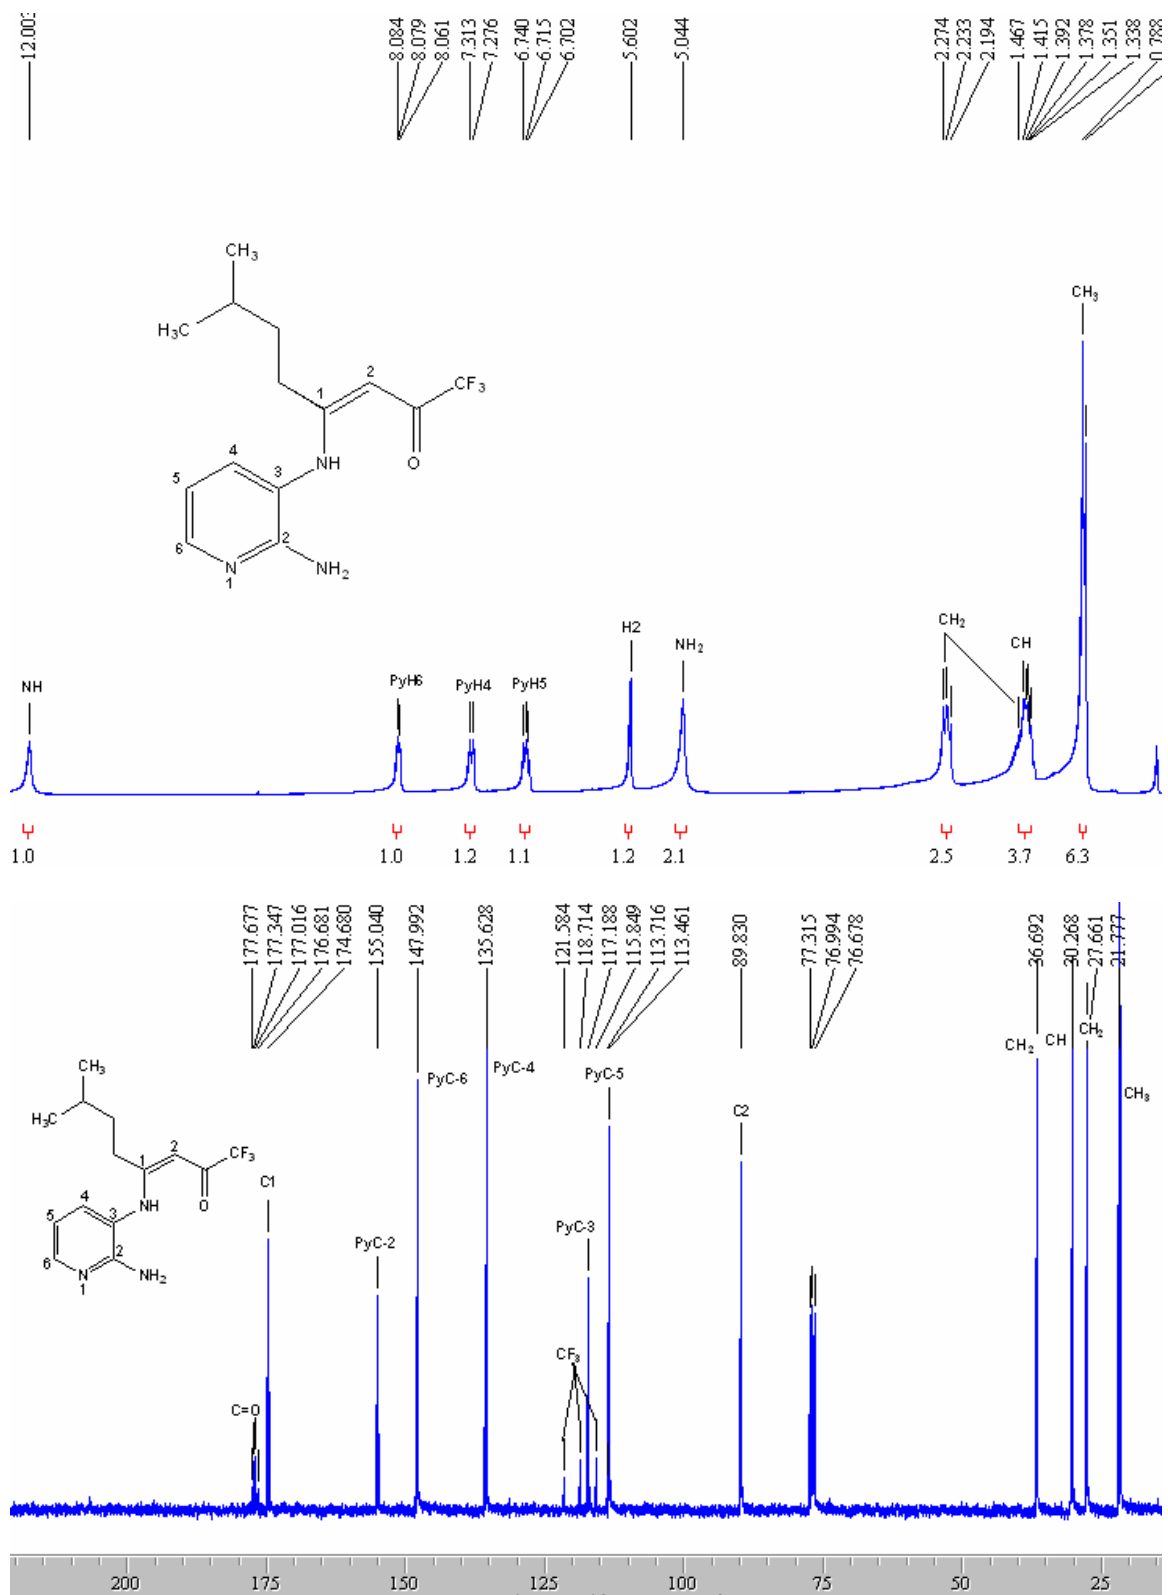 12.003
8.084
8.079
8.061
7.313
7.276
6.740
6.715
6.702
5.602
5.044
2.274
2.233
2.194
1.467
1.415
1.392
1.378
1.351
1.338
0.788
CH₃
H₃C
1
2
CF₃
O
NH
4
5
3
6
2
N
1
NH₂
NH
PyH6
PyH4
PyH5
H2
NH₂
CH₂
CH
CH₃
1.0
1.0
1.2
1.1
1.2
2.1
2.5
3.7
6.3
177.677
177.347
177.016
176.681
174.680
155.040
147.992
135.628
121.584
118.714
117.188
115.849
113.716
113.461
89.830
77.315
76.994
76.678
36.692
30.268
27.661
21.777
CH₃
H₃C
1
2
CF₃
O
NH
4
5
3
6
2
N
1
NH₂
C=O
C1
PyC-2
PyC-6
PyC-4
CF₃
PyC-3
PyC-5
C2
CH₂
CH
CH₂
CH₃
200 175 150 125 100 75 50 25